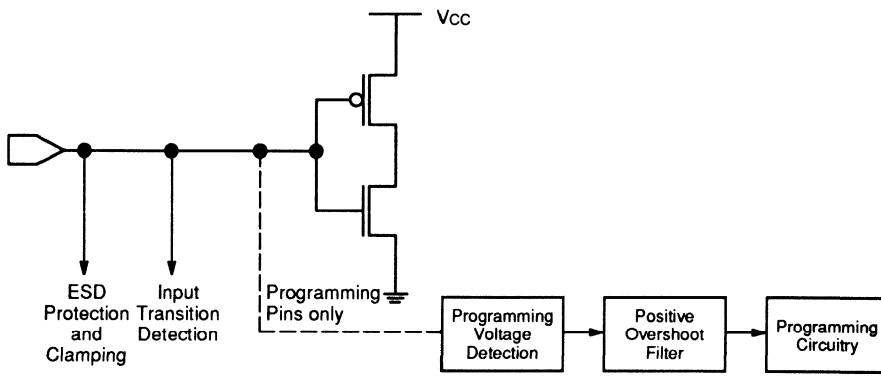 VCC
ESD
Protection
and
Clamping
Input
Transition
Detection
Programming
Pins only
Programming
Voltage
Detection
Positive
Overshoot
Filter
Programming
Circuitry